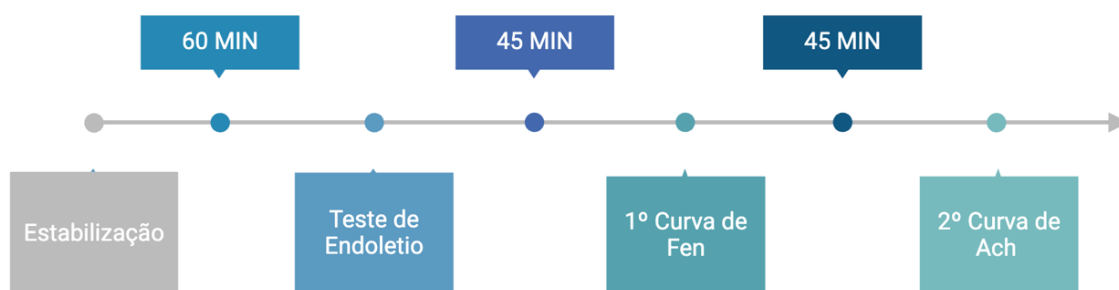 60 MIN
45 MIN
45 MIN
Estabilização
Teste de
Endoletio
1º Curva de
Fen
2º Curva de
Ach